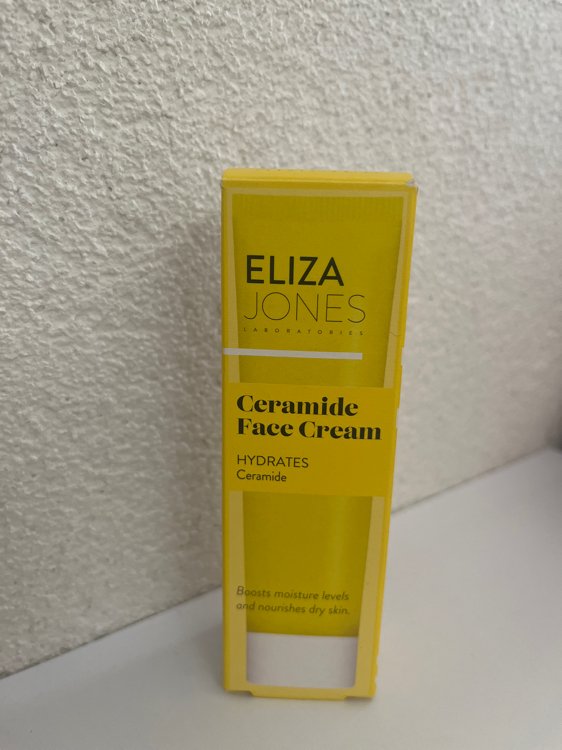 ELIZA
JONES
LABORATORIES
Ceramide
Face Cream
HYDRATES
Ceramide
Boosts moisture levels
and nourishes dry skin.